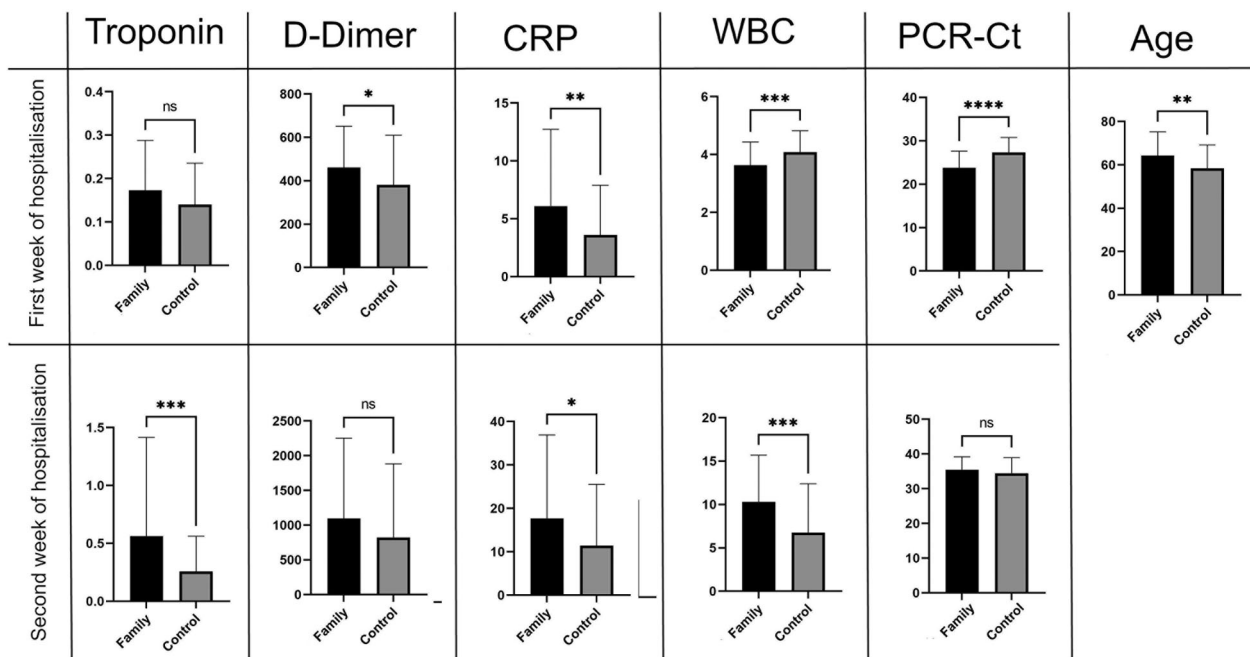 Troponin
D-Dimer
CRP
WBC
PCR-Ct
Age
First week of hospitalisation
0.4
0.3
0.2
0.1
0.0
ns
Family
Control
800
600
400
200
0
*
Family
Control
15
10
5
0
**
Family
Control
6
4
2
0
***
Family
Control
40
30
20
10
0
****
Family
Control
80
60
40
20
0
**
Family
Control
Second week of hospitalisation
1.5
1.0
0.5
0.0
***
Family
Control
2500
2000
1500
1000
500
0
ns
Family
Control
40
30
20
10
0
*
Family
Control
20
15
10
5
0
***
Family
Control
50
40
30
20
10
0
ns
Family
Control